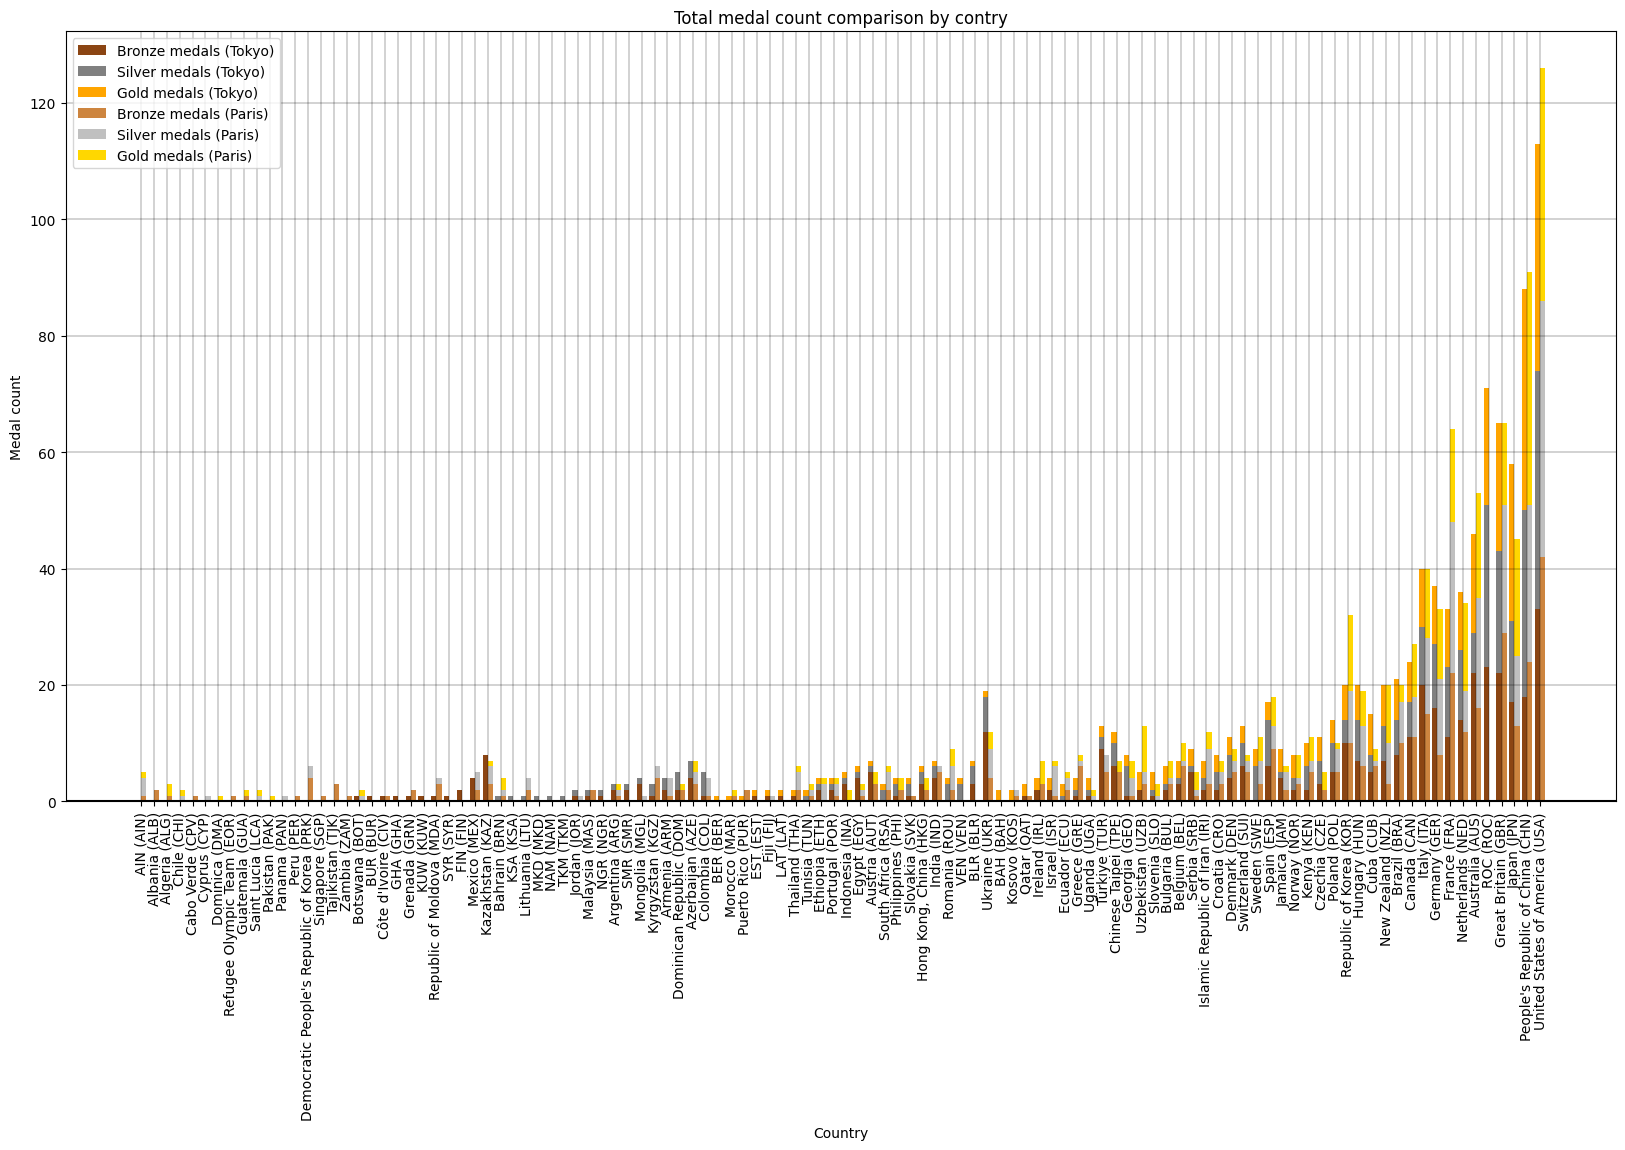 Total medal count comparison by contry
Bronze medals (Tokyo)
Silver medals (Tokyo)
Gold medals (Tokyo)
Bronze medals (Paris)
Silver medals (Paris)
Gold medals (Paris)
Medal count
120
100
80
60
40
20
0
AIN (AIN)
Albania (ALB)
Algeria (ALG)
Chile (CHI)
Cabo Verde (CPV)
Cyprus (CYP)
Dominica (DMA)
Refugee Olympic Team (EOR)
Guatemala (GUA)
Saint Lucia (LCA)
Pakistan (PAK)
Panama (PAN)
Peru (PER)
Democratic People's Republic of Korea (PRK)
Singapore (SGP)
Tajikistan (TJK)
Zambia (ZAM)
Botswana (BOT)
BUR (BUR)
Côte d'Ivoire (CIV)
GHA (GHA)
Grenada (GRN)
KUW (KUW)
Republic of Moldova (MDA)
SYR (SYR)
FIN (FIN)
Mexico (MEX)
Kazakhstan (KAZ)
Bahrain (BRN)
KSA (KSA)
Lithuania (LTU)
MKD (MKD)
NAM (NAM)
TKM (TKM)
Jordan (JOR)
Malaysia (MAS)
NGR (NGR)
Argentina (ARG)
SMR (SMR)
Mongolia (MGL)
Kyrgyzstan (KGZ)
Armenia (ARM)
Dominican Republic (DOM)
Azerbaijan (AZE)
Colombia (COL)
BER (BER)
Morocco (MAR)
Puerto Rico (PUR)
EST (EST)
Fiji (FIJ)
LAT (LAT)
Thailand (THA)
Tunisia (TUN)
Ethiopia (ETH)
Portugal (POR)
Indonesia (INA)
Egypt (EGY)
Austria (AUT)
South Africa (RSA)
Philippines (PHI)
Slovakia (SVK)
Hong Kong, China (HKG)
India (IND)
Romania (ROU)
VEN (VEN)
BLR (BLR)
Ukraine (UKR)
BAH (BAH)
Kosovo (KOS)
Qatar (QAT)
Ireland (IRL)
Israel (ISR)
Ecuador (ECU)
Greece (GRE)
Uganda (UGA)
Türkiye (TUR)
Chinese Taipei (TPE)
Georgia (GEO)
Uzbekistan (UZB)
Slovenia (SLO)
Bulgaria (BUL)
Belgium (BEL)
Serbia (SRB)
Islamic Republic of Iran (IRI)
Croatia (CRO)
Denmark (DEN)
Switzerland (SUI)
Sweden (SWE)
Spain (ESP)
Jamaica (JAM)
Norway (NOR)
Kenya (KEN)
Czechia (CZE)
Poland (POL)
Republic of Korea (KOR)
Hungary (HUN)
Cuba (CUB)
New Zealand (NZL)
Brazil (BRA)
Canada (CAN)
Italy (ITA)
Germany (GER)
France (FRA)
Netherlands (NED)
Australia (AUS)
ROC (ROC)
Great Britain (GBR)
Japan (JPN)
People's Republic of China (CHN)
United States of America (USA)
Country